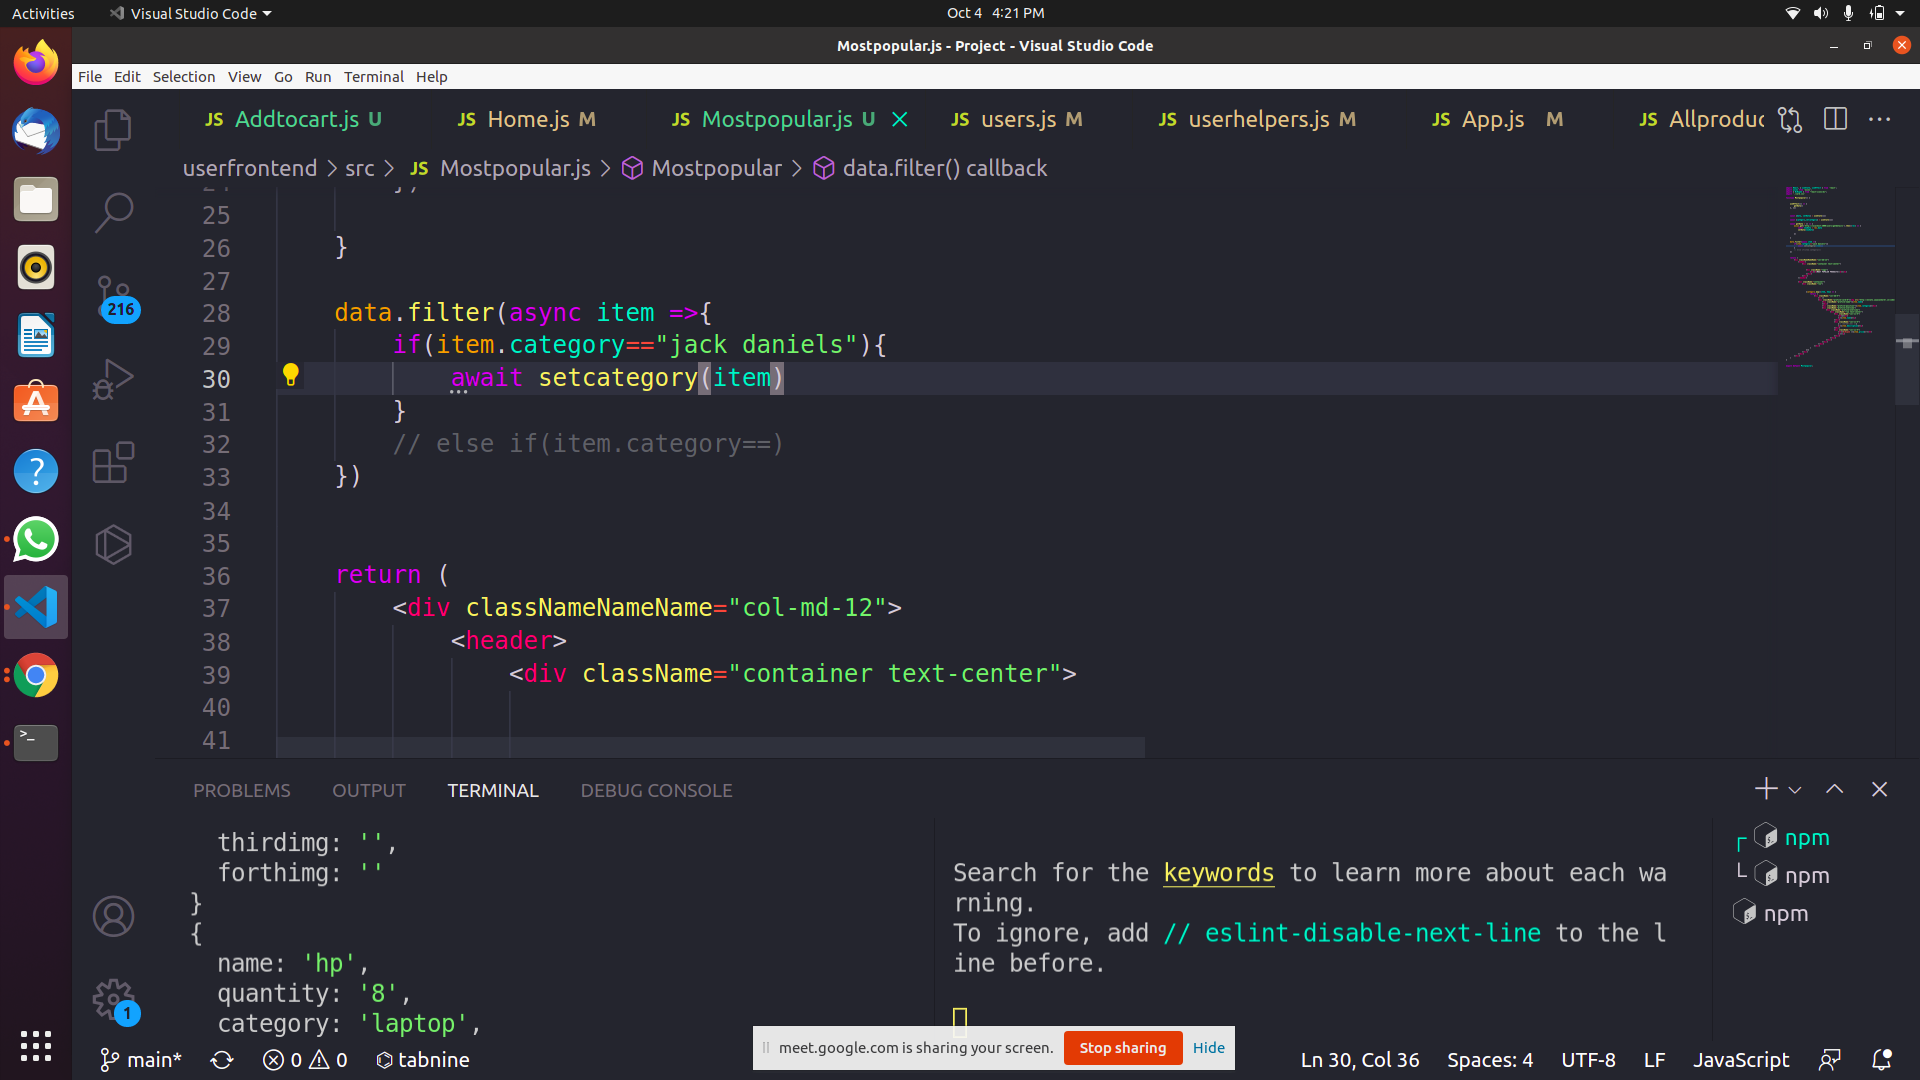 Activities
Visual Studio Code
Oct 4 4:21 PM
Mostpopular.js - Project - Visual Studio Code
File Edit Selection View Go Run Terminal Help
JS Addtocart.js U
JS Home.js M
JS Mostpopular.js U
JS users.js M
JS userhelpers.js M
JS App.js M
JS Allproduc
userfrontend > src > JS Mostpopular.js > Mostpopular > data.filter() callback
25
26 }
27
28 data.filter(async item =>{
29 if(item.category=="jack daniels"){
30 await setcategory(item)
31 }
32 // else if(item.category==)
33 })
34
35
36 return (
37 <div classNameNameName="col-md-12">
38 <header>
39 <div className="container text-center">
40
41
216
PROBLEMS OUTPUT TERMINAL DEBUG CONSOLE
thirdimg: '',
forthimg: ''
}
{
name: 'hp',
quantity: '8',
category: 'laptop',
Search for the keywords to learn more about each wa
rning.
To ignore, add // eslint-disable-next-line to the l
ine before.
npm
npm
npm
1
meet.google.com is sharing your screen. Stop sharing Hide
main* 0 0 tabnine
Ln 30, Col 36 Spaces: 4 UTF-8 LF JavaScript